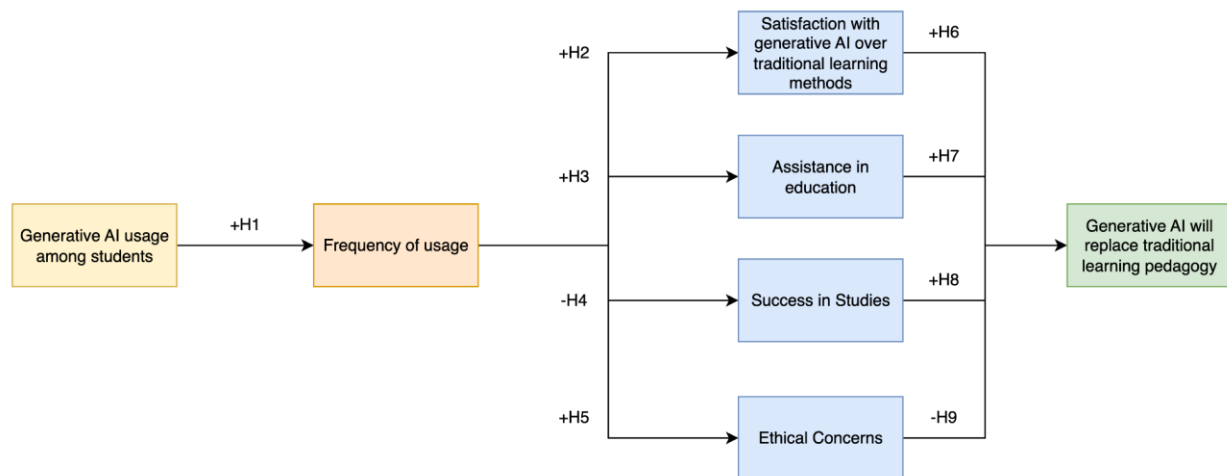 Generative AI usage
among students
+H1
Frequency of usage
+H2
Satisfaction with
generative AI over
traditional learning
methods
+H6
+H3
Assistance in
education
+H7
-H4
Success in Studies
+H8
+H5
Ethical Concerns
-H9
Generative AI will
replace traditional
learning pedagogy